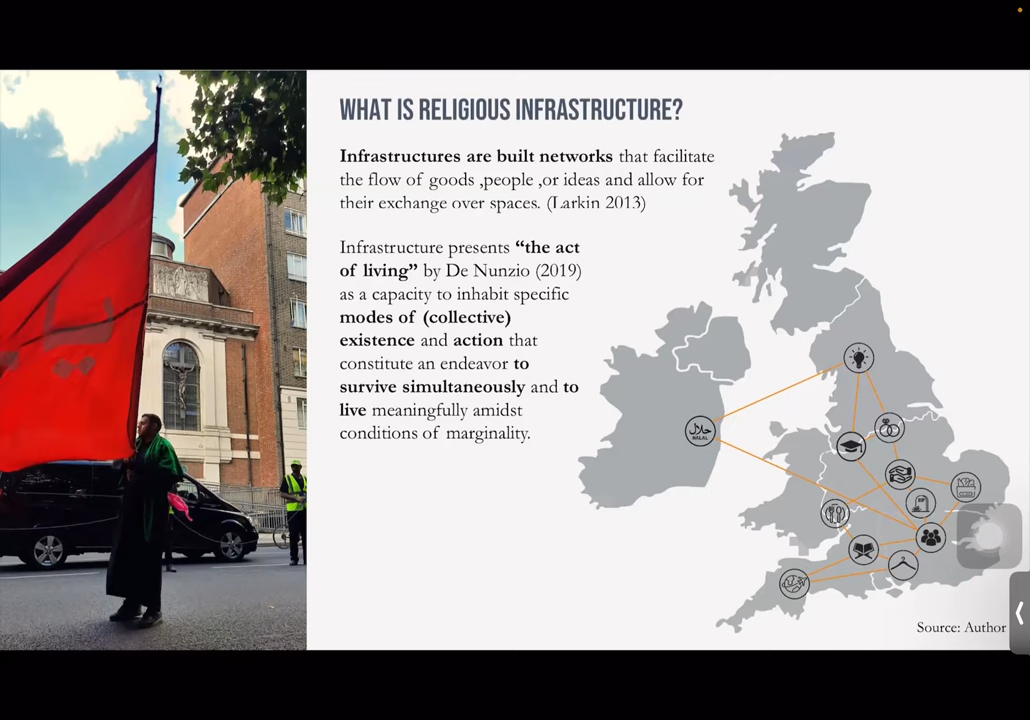 WHAT IS RELIGIOUS INFRASTRUCTURE?
Infrastructures are built networks that facilitate
the flow of goods ,people ,or ideas and allow for
their exchange over spaces. (Larkin 2013)
Infrastructure presents “the act
of living” by De Nunzio (2019)
as a capacity to inhabit specific
modes of (collective)
existence and action that
constitute an endeavor to
survive simultaneously and to
live meaningfully amidst
conditions of marginality.
حلال
HALAL
Source: Author